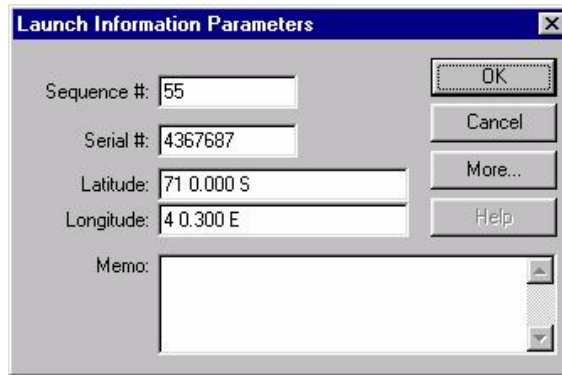 Launch Information Parameters
Sequence #: 55
OK
Serial #: 4367687
Cancel
Latitude: 71 0.000 S
More...
Longitude: 4 0.300 E
Help
Memo: